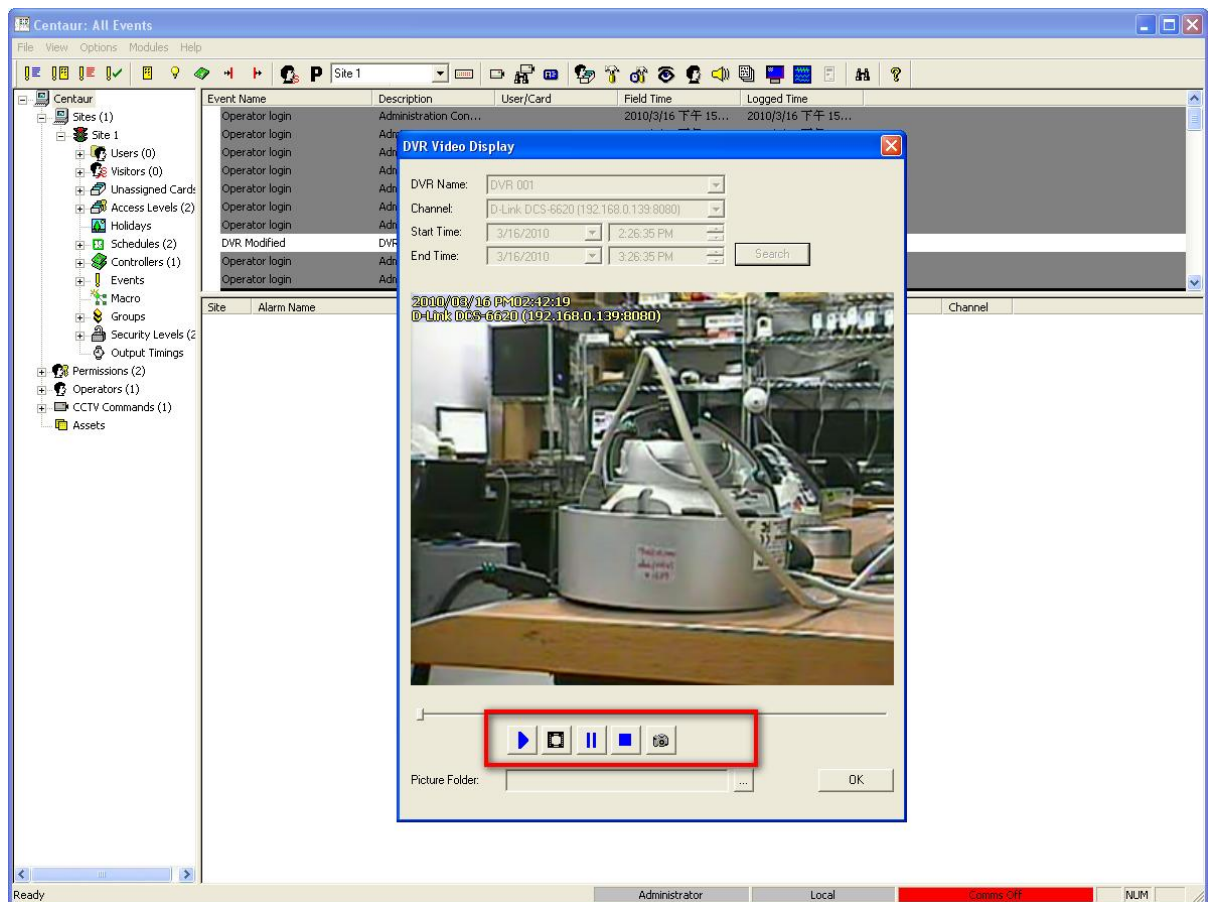 Centaur: All Events
File View Options Modules Help
P Site 1
Centaur
Sites (1)
Site 1
Users (0)
Visitors (0)
Unassigned Cards
Access Levels (2)
Holidays
Schedules (2)
Controllers (1)
Events
Macro
Groups
Security Levels (2
Output Timings
Permissions (2)
Operators (1)
CCTV Commands (1)
Assets
Event Name Description User/Card Field Time Logged Time
Operator login Administration Con... 2010/3/16 下午 15... 2010/3/16 下午 15...
Operator login
Operator login
Operator login
Operator login
Operator login
Operator login
DVR Modified DVR
Operator login
Operator login
Site Alarm Name Channel
DVR Video Display
DVR Name: DVR 001
Channel: D-Link DCS-6620 (192.168.0.139:8080)
Start Time: 3/16/2010 2:26:35 PM
End Time: 3/16/2010 3:26:35 PM Search
2010/03/16 PM02:42:19
D-Link DCS-6620 (192.168.0.139:8080)
Picture Folder: ... OK
Ready Administrator Local Comms Off NUM